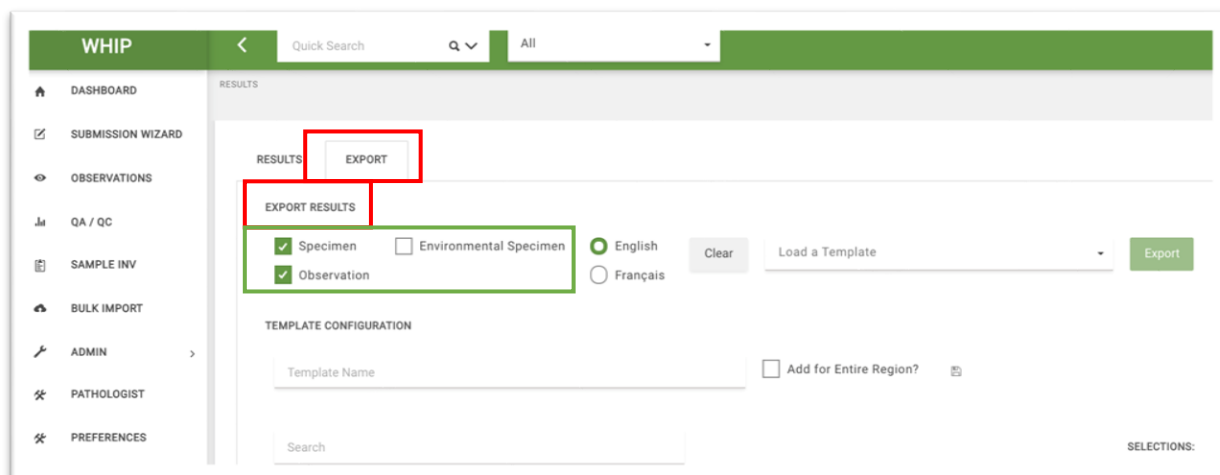 WHIP
Quick Search
All
DASHBOARD
SUBMISSION WIZARD
OBSERVATIONS
QA / QC
SAMPLE INV
BULK IMPORT
ADMIN
PATHOLOGIST
PREFERENCES
RESULTS
RESULTS EXPORT
EXPORT RESULTS
Specimen Environmental Specimen English Clear Load a Template Export
Observation Français
TEMPLATE CONFIGURATION
Template Name Add for Entire Region?
Search SELECTIONS: